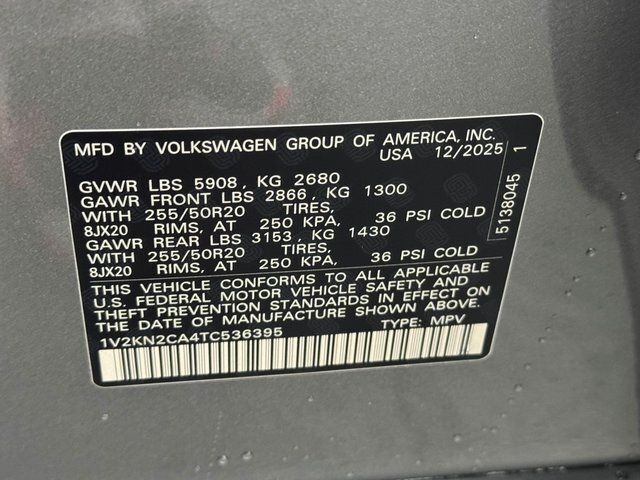 MFD BY VOLKSWAGEN GROUP OF AMERICA, INC.
USA 12/2025
GVWR LBS 5908, KG 2680
GAWR FRONT LBS 2866, KG 1300
WITH 255/50R20 TIRES,
8JX20 RIMS, AT 250 KPA, 36 PSI COLD
GAWR REAR LBS 3153, KG 1430
WITH 255/50R20 TIRES,
8JX20 RIMS, AT 250 KPA, 36 PSI COLD
THIS VEHICLE CONFORMS TO ALL APPLICABLE
U.S. FEDERAL MOTOR VEHICLE SAFETY AND
THEFT PREVENTION STANDARDS IN EFFECT ON
THE DATE OF MANUFACTURE SHOWN ABOVE.
1V2KN2CA4TC536395 TYPE: MPV
5138045 1